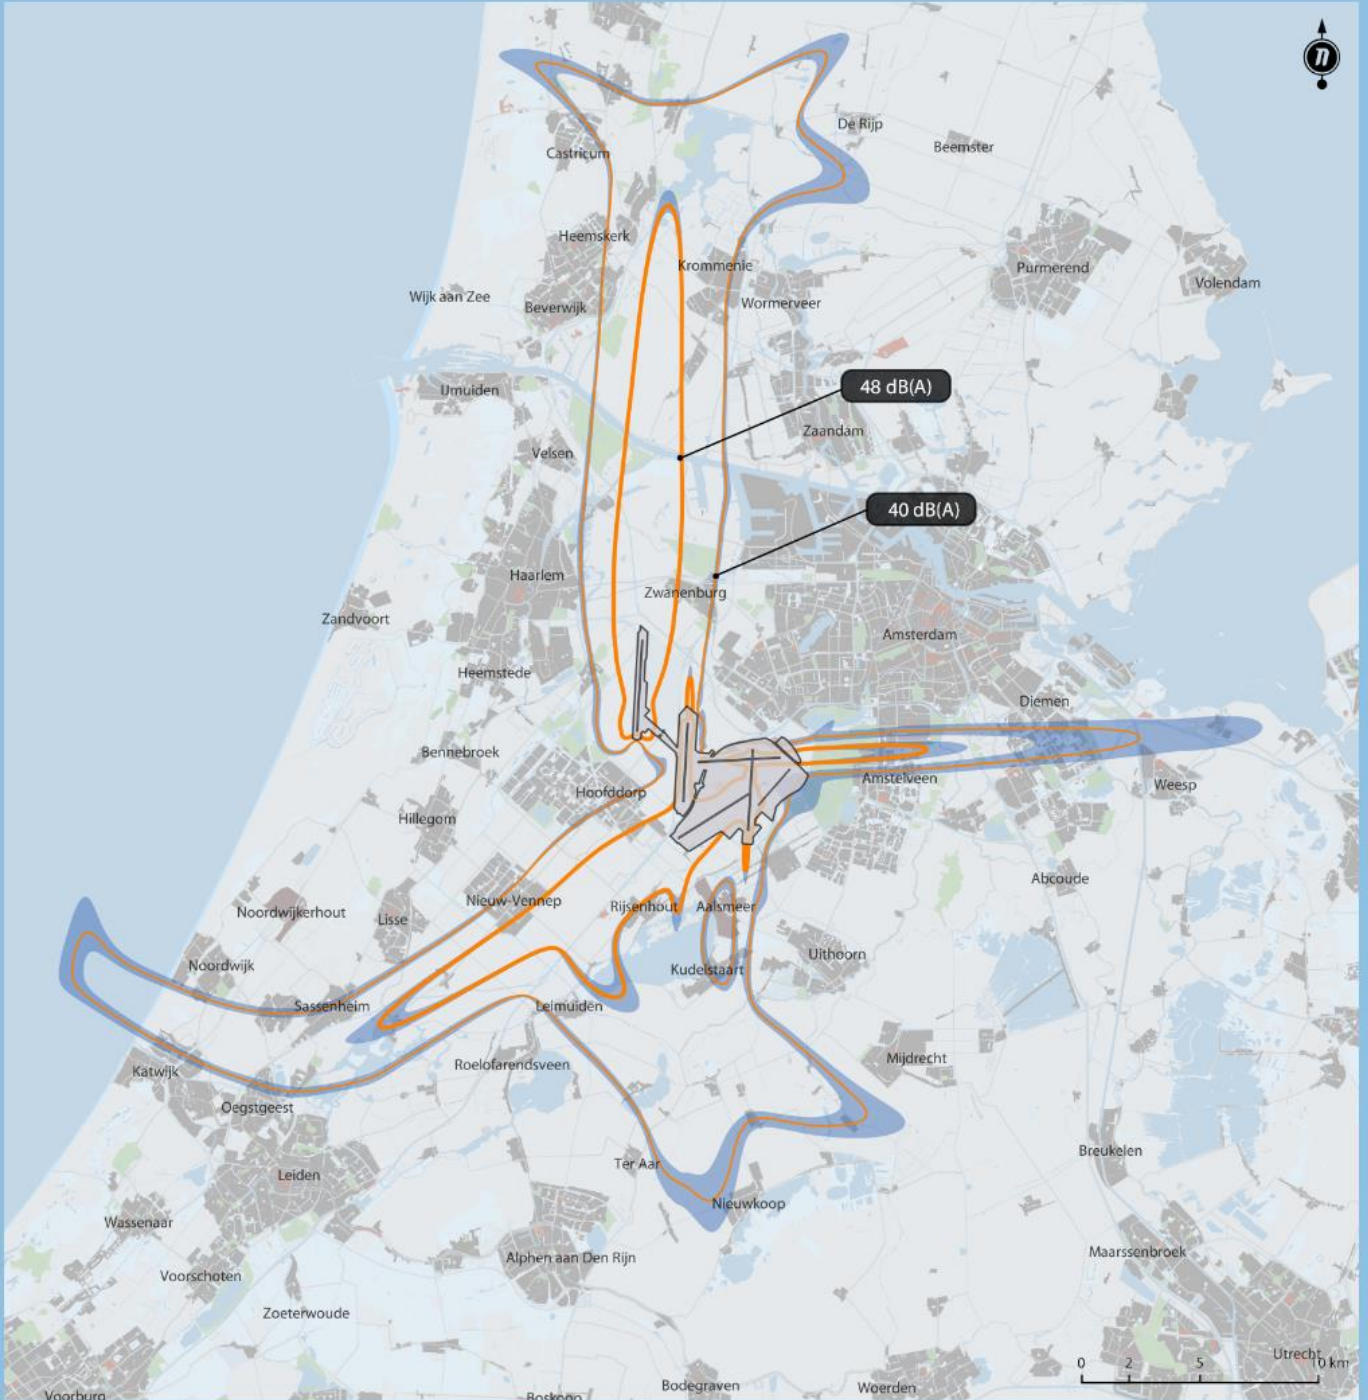 n
De Rijp
Beemster
Castricum
Heemskerk
Krommenie
Purmerend
Volendam
Wijk aan Zee
Beverwijk
Wormerveer
48 dB(A)
IJmuiden
Zaandam
Velsen
40 dB(A)
Haarlem
Zwanenburg
Zandvoort
Amsterdam
Heemstede
Diemen
Bennebroek
Amstelveen
Weesp
Hoofddorp
Hillegom
Abcoude
Nieuw-Vennep
Rijsenhout
Aalsmeer
Noordwijkerhout
Lisse
Uithoorn
Noordwijk
Kudelstaart
Sassenheim
Leimuiden
Mijdrecht
Roelofarendsveen
Katwijk
Oegstgeest
Breukelen
Ter Aar
Leiden
Nieuwkoop
Wassenaar
Maarssenbroek
Alphen aan Den Rijn
Voorschoten
Zoeterwoude
Utrecht
0 2 5 10 km
Bodegraven
Woerden
Voorburg
Boskoop